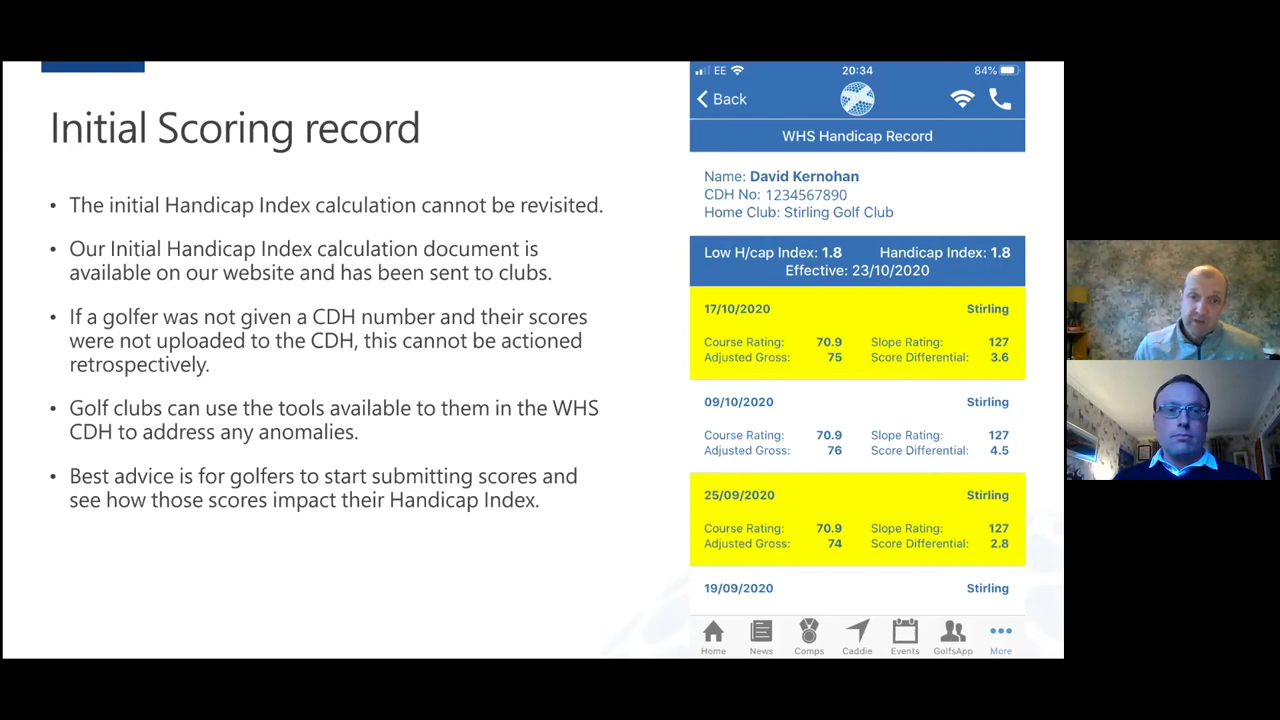 Initial Scoring record
• The initial Handicap Index calculation cannot be revisited.
• Our Initial Handicap Index calculation document is
available on our website and has been sent to clubs.
• If a golfer was not given a CDH number and their scores
were not uploaded to the CDH, this cannot be actioned
retrospectively.
• Golf clubs can use the tools available to them in the WHS
CDH to address any anomalies.
• Best advice is for golfers to start submitting scores and
see how those scores impact their Handicap Index.
EE 20:34 84%
Back
WHS Handicap Record
Name: David Kernohan
CDH No: 1234567890
Home Club: Stirling Golf Club
Low H/cap Index: 1.8 Handicap Index: 1.8
Effective: 23/10/2020
17/10/2020 Stirling
Course Rating: 70.9 Slope Rating: 127
Adjusted Gross: 75 Score Differential: 3.6
09/10/2020 Stirling
Course Rating: 70.9 Slope Rating: 127
Adjusted Gross: 76 Score Differential: 4.5
25/09/2020 Stirling
Course Rating: 70.9 Slope Rating: 127
Adjusted Gross: 74 Score Differential: 2.8
19/09/2020 Stirling
Home News Comps Caddie Events GolfsApp More